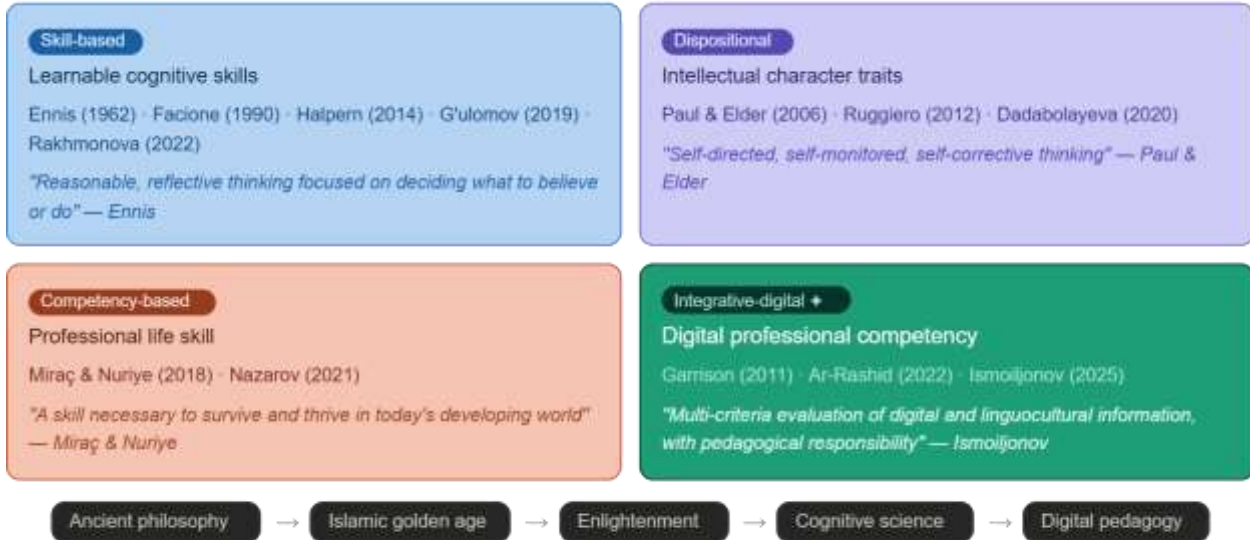 Skill-based
Learnable cognitive skills
Ennis (1962) · Facione (1990) · Halpern (2014) · G'ulomov (2019) ·
Rakhmonova (2022)
"Reasonable, reflective thinking focused on deciding what to believe
or do" — Ennis
Dispositional
Intellectual character traits
Paul & Elder (2006) · Ruggiero (2012) · Dadabolayeva (2020)
"Self-directed, self-monitored, self-corrective thinking" — Paul &
Elder
Competency-based
Professional life skill
Miraç & Nuriye (2018) · Nazarov (2021)
"A skill necessary to survive and thrive in today's developing world"
— Miraç & Nuriye
Integrative-digital ✦
Digital professional competency
Garrison (2011) · Ar-Rashid (2022) · Ismoiljonov (2025)
"Multi-criteria evaluation of digital and linguocultural information,
with pedagogical responsibility" — Ismoiljonov
Ancient philosophy → Islamic golden age → Enlightenment → Cognitive science → Digital pedagogy